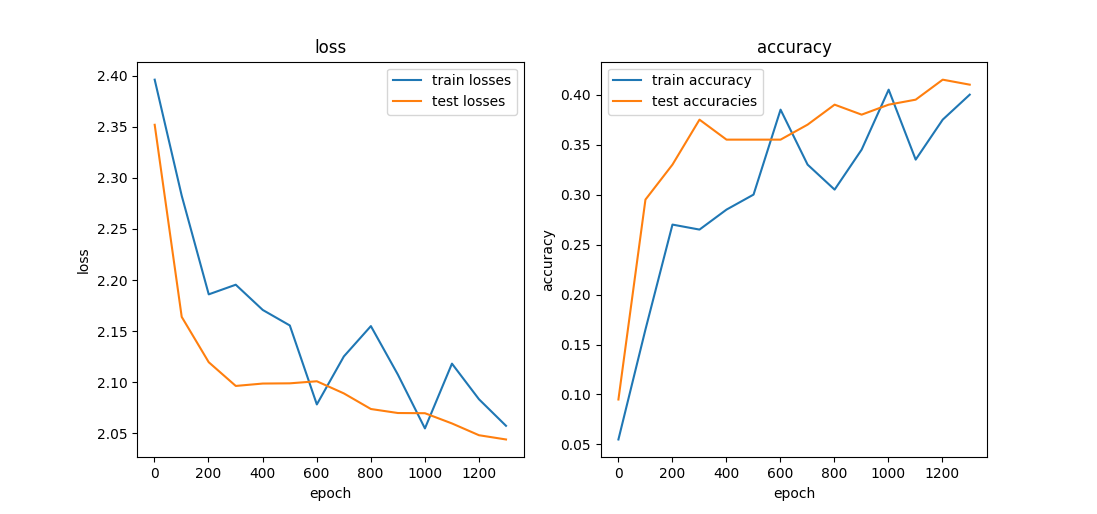 loss
train losses
test losses
2.40
2.35
2.30
2.25
2.20
2.15
2.10
2.05
loss
0 200 400 600 800 1000 1200
epoch
accuracy
train accuracy
test accuracies
0.40
0.35
0.30
0.25
0.20
0.15
0.10
0.05
accuracy
0 200 400 600 800 1000 1200
epoch